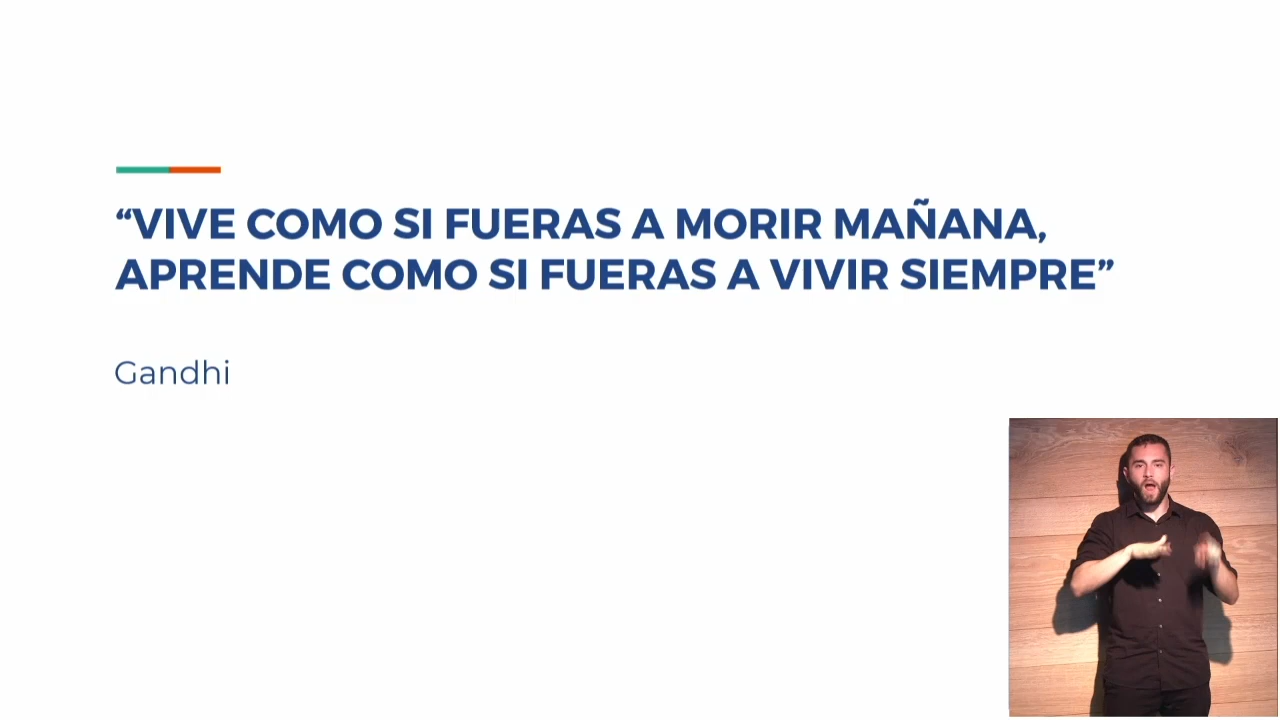 “VIVE COMO SI FUERAS A MORIR MAÑANA,
APRENDE COMO SI FUERAS A VIVIR SIEMPRE”
Gandhi